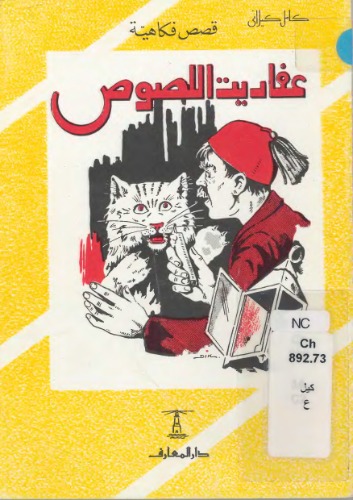 كامل كيلاني
قصص فكاهية
عفاريت اللصوص
NC
Ch
892.73
كيل
ع
دار المعارف